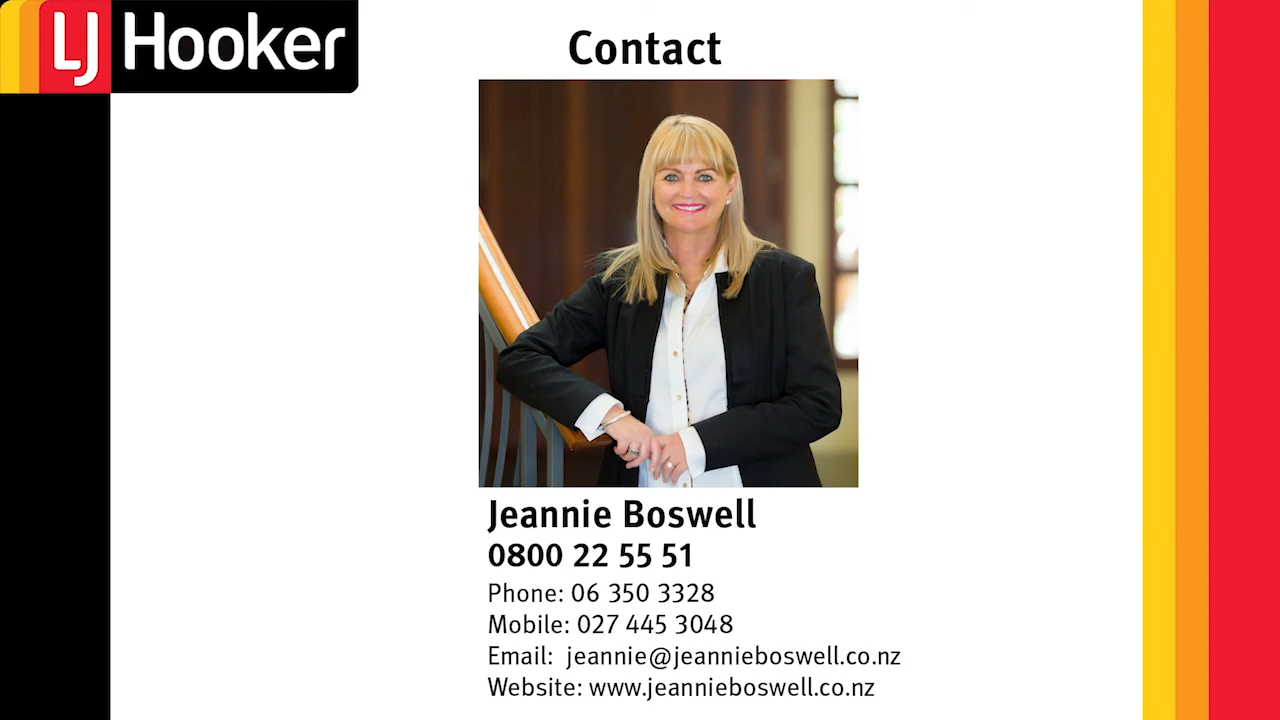 LJ Hooker
Contact
Jeannie Boswell
0800 22 55 51
Phone: 06 350 3328
Mobile: 027 445 3048
Email: jeannie@jeannieboswell.co.nz
Website: www.jeannieboswell.co.nz